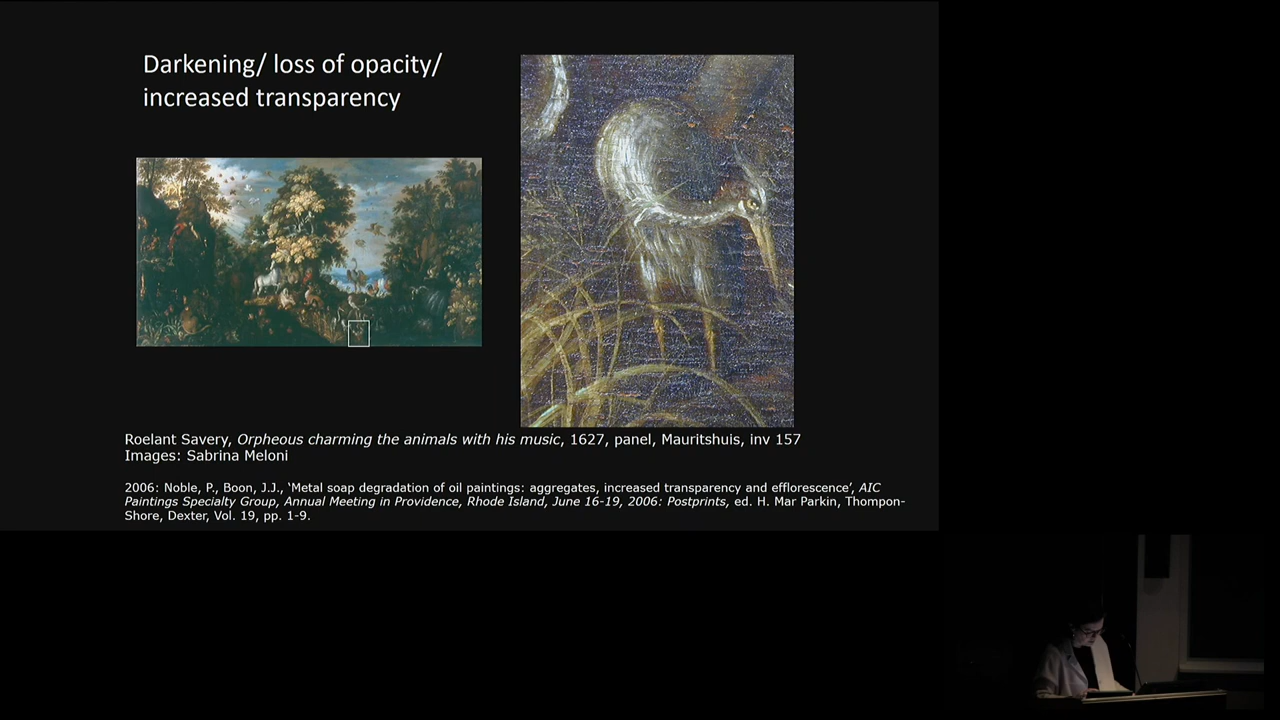 Darkening/ loss of opacity/
increased transparency
Roelant Savery, Orpheous charming the animals with his music, 1627, panel, Mauritshuis, inv 157
Images: Sabrina Meloni
2006: Noble, P., Boon, J.J., ‘Metal soap degradation of oil paintings: aggregates, increased transparency and efflorescence’, AIC
Paintings Specialty Group, Annual Meeting in Providence, Rhode Island, June 16-19, 2006: Postprints, ed. H. Mar Parkin, Thompon-
Shore, Dexter, Vol. 19, pp. 1-9.